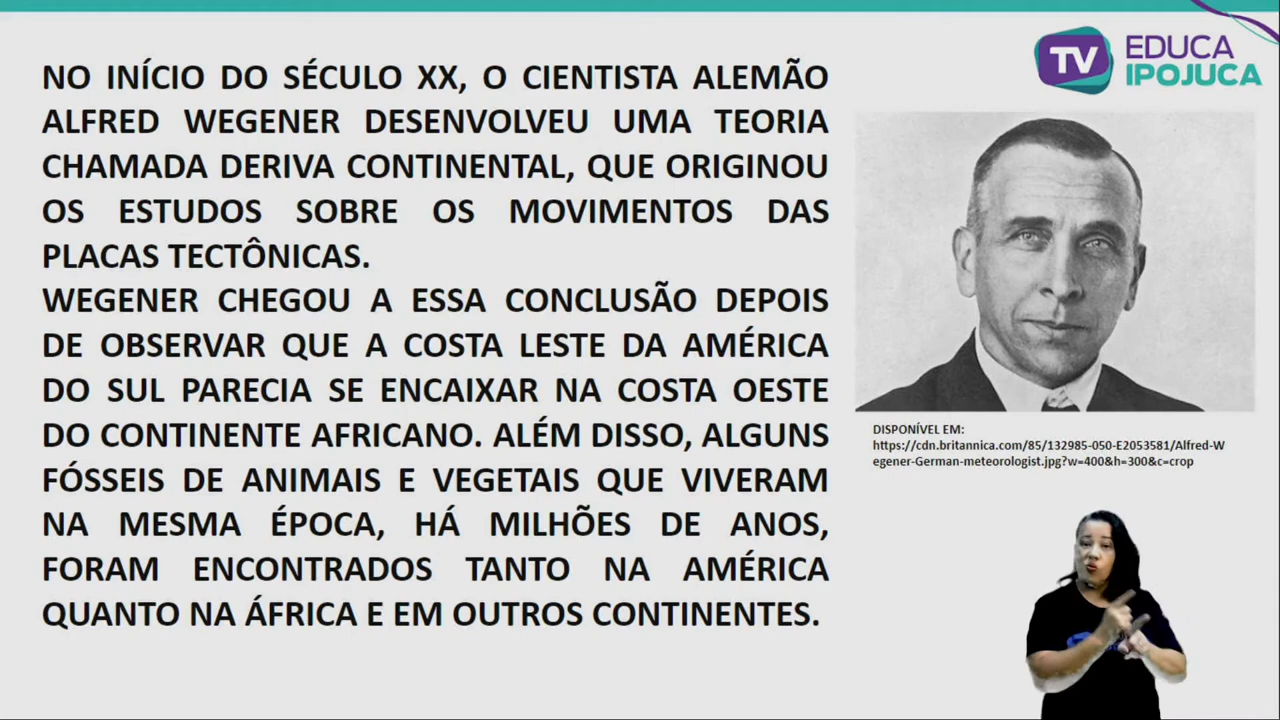 NO INÍCIO DO SÉCULO XX, O CIENTISTA ALEMÃO
ALFRED WEGENER DESENVOLVEU UMA TEORIA
CHAMADA DERIVA CONTINENTAL, QUE ORIGINOU
OS ESTUDOS SOBRE OS MOVIMENTOS DAS
PLACAS TECTÔNICAS.
WEGENER CHEGOU A ESSA CONCLUSÃO DEPOIS
DE OBSERVAR QUE A COSTA LESTE DA AMÉRICA
DO SUL PARECIA SE ENCAIXAR NA COSTA OESTE
DO CONTINENTE AFRICANO. ALÉM DISSO, ALGUNS
FÓSSEIS DE ANIMAIS E VEGETAIS QUE VIVERAM
NA MESMA ÉPOCA, HÁ MILHÕES DE ANOS,
FORAM ENCONTRADOS TANTO NA AMÉRICA
QUANTO NA ÁFRICA E EM OUTROS CONTINENTES.
TV EDUCA
IPOJUCA
DISPONÍVEL EM:
https://cdn.britannica.com/85/132985-050-E2053581/Alfred-W
egener-German-meteorologist.jpg?w=400&h=300&c=crop